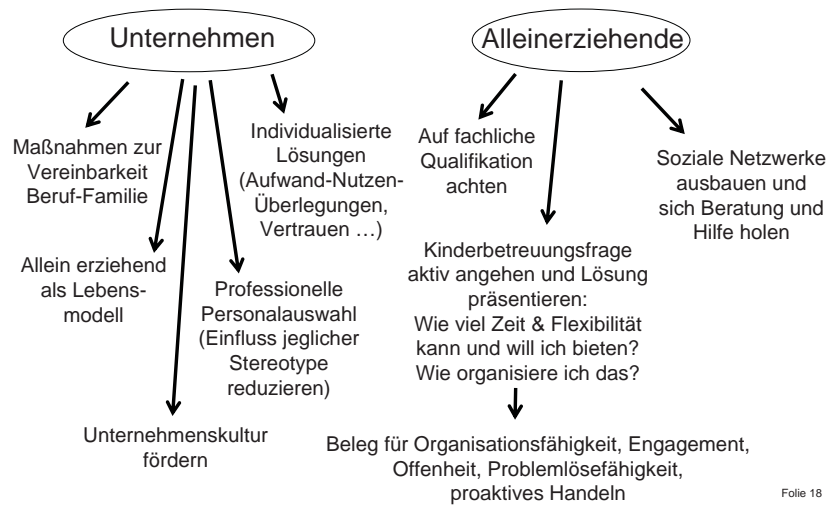 Unternehmen
Maßnahmen zur
Vereinbarkeit
Beruf-Familie
Allein erziehend
als Lebens-
modell
Unternehmenskultur
fördern
Professionelle
Personalauswahl
(Einfluss jeglicher
Stereotype
reduzieren)
Individualisierte
Lösungen
(Aufwand-Nutzen-
Überlegungen,
Vertrauen …)
Alleinerziehende
Auf fachliche
Qualifikation
achten
Kinderbetreuungsfrage
aktiv angehen und Lösung
präsentieren:
Wie viel Zeit & Flexibilität
kann und will ich bieten?
Wie organisiere ich das?
Beleg für Organisationsfähigkeit, Engagement,
Offenheit, Problemlösefähigkeit,
proaktives Handeln
Soziale Netzwerke
ausbauen und
sich Beratung und
Hilfe holen
Folie 18